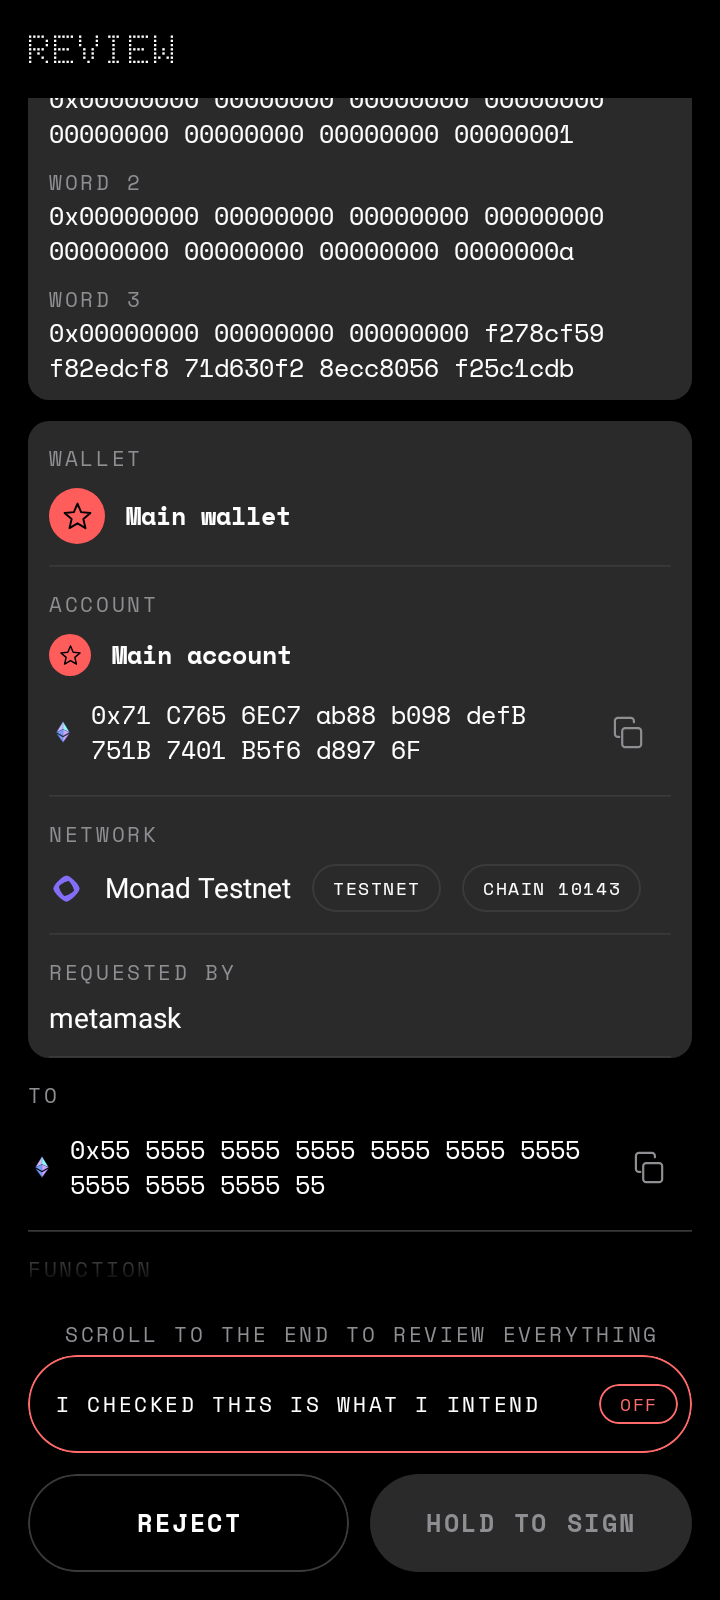 REVIEW
0x00000000 00000000 00000000 00000000
00000000 00000000 00000000 00000001
WORD 2
0x00000000 00000000 00000000 00000000
00000000 00000000 00000000 0000000a
WORD 3
0x00000000 00000000 00000000 f278cf59
f82edcf8 71d630f2 8ecc8056 f25c1cdb
WALLET
Main wallet
ACCOUNT
Main account
0x71 C765 6EC7 ab88 b098 defB
751B 7401 B5f6 d897 6F
NETWORK
Monad Testnet TESTNET CHAIN 10143
REQUESTED BY
metamask
TO
0x55 5555 5555 5555 5555 5555 5555
5555 5555 5555 55
FUNCTION
SCROLL TO THE END TO REVIEW EVERYTHING
I CHECKED THIS IS WHAT I INTEND OFF
REJECT HOLD TO SIGN